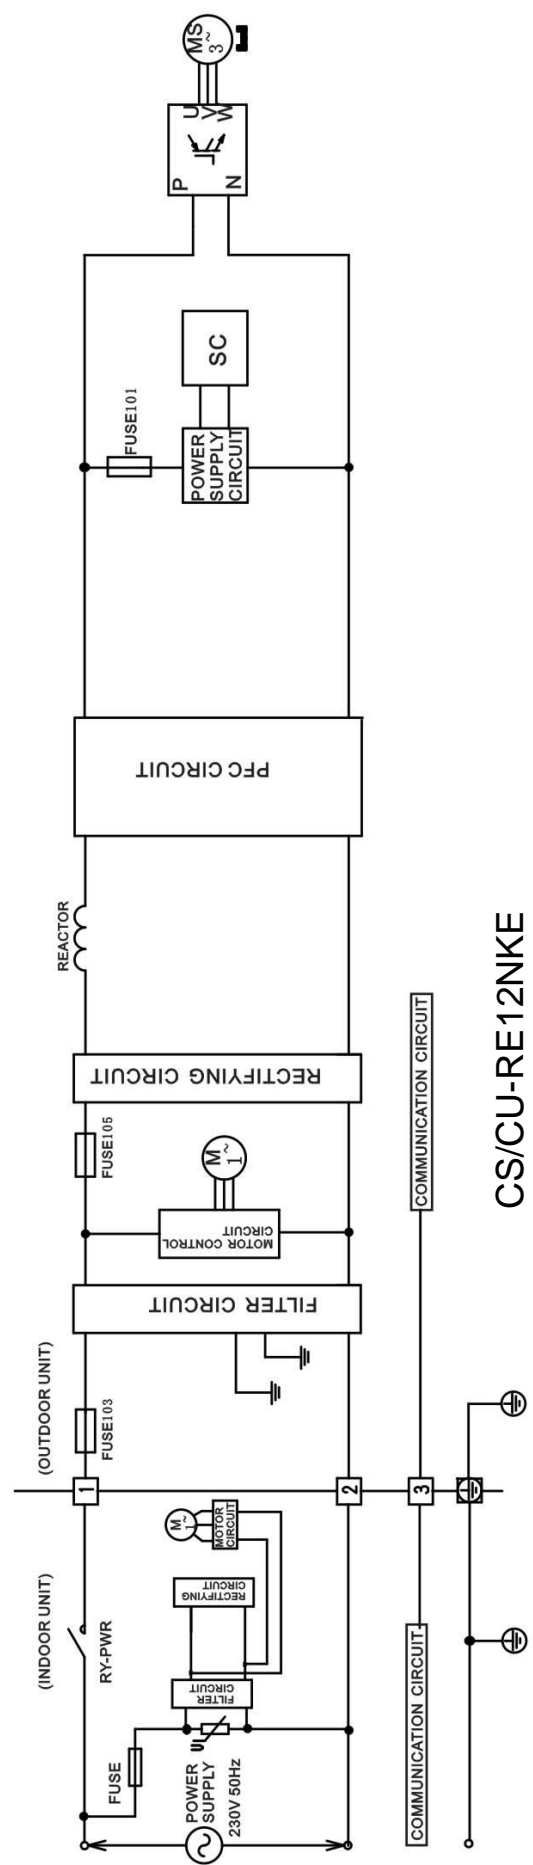 MS
3~
U
V
W
P
N
SC
FUSE101
POWER
SUPPLY
CIRCUIT
PFC CIRCUIT
REACTOR
RECTIFYING CIRCUIT
FUSE105
M
1~
MOTOR CONTROL
CIRCUIT
FILTER CIRCUIT
(OUTDOOR UNIT)
FUSE103
1
2
3
COMMUNICATION CIRCUIT
CS/CU-RE12NKE
(INDOOR UNIT)
RY-PWR
M
1~
MOTOR
CIRCUIT
RECTIFYING
CIRCUIT
FILTER
CIRCUIT
FUSE
U
POWER
SUPPLY
230V 50Hz
COMMUNICATION CIRCUIT